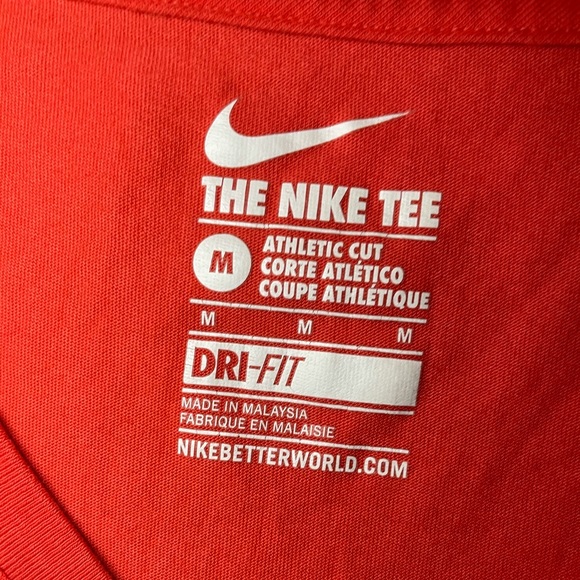 THE NIKE TEE
M
ATHLETIC CUT
CORTE ATLÉTICO
COUPE ATHLÉTIQUE
M M M
DRI-FIT
MADE IN MALAYSIA
FABRIQUE EN MALAISIE
NIKEBETTERWORLD.COM